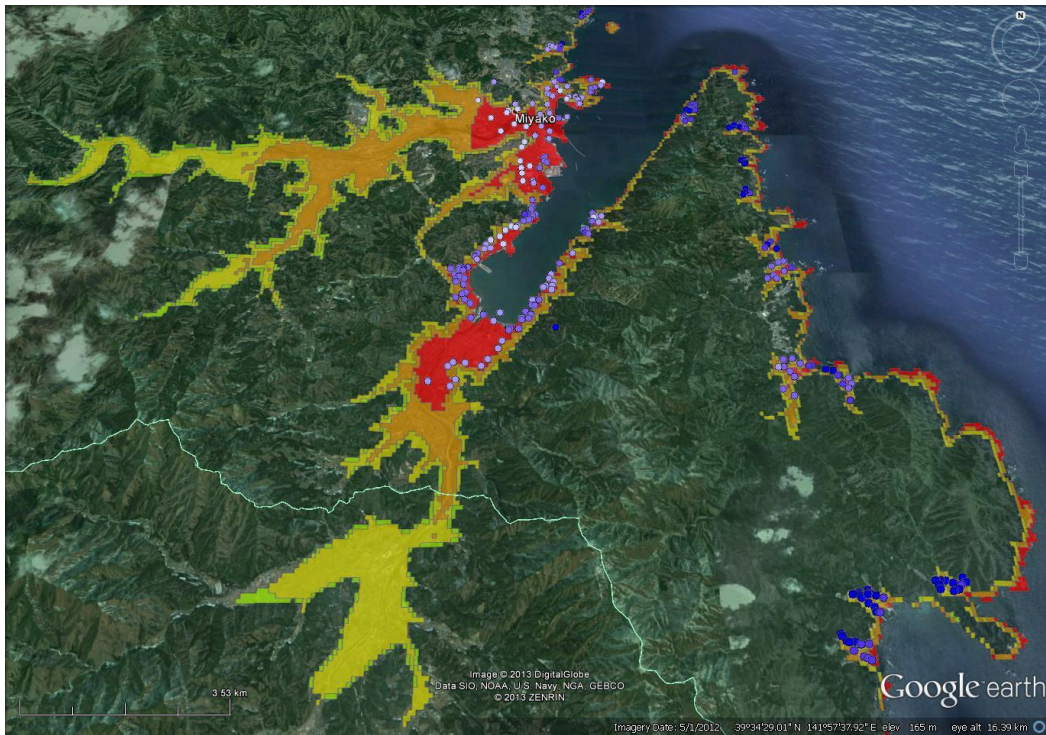 N
Miyako
Image © 2013 DigitalGlobe
Data SIO, NOAA, U.S. Navy, NGA, GEBCO
© 2013 ZENRIN
3.53 km
Google earth
Imagery Date: 5/1/2012 39°34'29.01" N 141°57'37.92" E elev 165 m eye alt 16.39 km